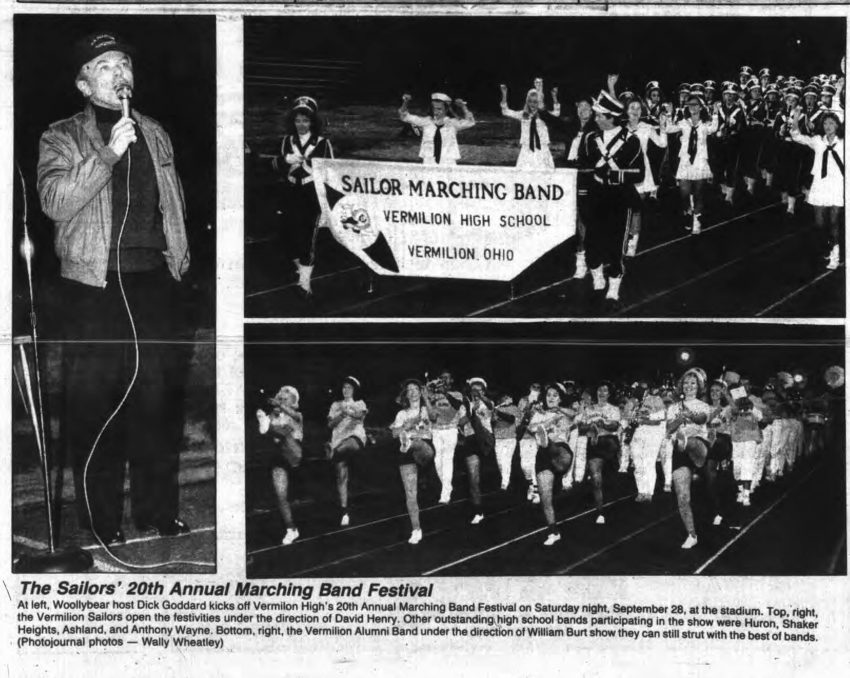 SAILOR MARCHING BAND
VERMILION HIGH SCHOOL
VERMILION, OHIO
The Sailors' 20th Annual Marching Band Festival
At left, Woollybear host Dick Goddard kicks off Vermilon High's 20th Annual Marching Band Festival on Saturday night, September 28, at the stadium. Top, right,
the Vermilion Sailors open the festivities under the direction of David Henry. Other outstanding high school bands participating in the show were Huron, Shaker
Heights, Ashland, and Anthony Wayne. Bottom, right, the Vermilion Alumni Band under the direction of William Burt show they can still strut with the best of bands.
(Photojournal photos — Wally Wheatley)